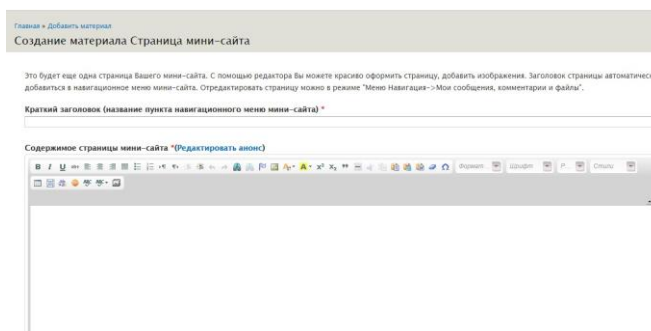 Главная » Добавить материал
Создание материала Страница мини-сайта
Это будет еще одна страница Вашего мини-сайта. С помощью редактора Вы можете красиво оформить страницу, добавить изображения. Заголовок страницы автоматичес
добавиться в навигационное меню мини-сайта. Отредактировать страницу можно в режиме "Меню Навигация->Мои сообщения, комментарии и файлы".
Краткий заголовок (название пункта навигационного меню мини-сайта) *
Содержимое страницы мини-сайта *(Редактировать анонс)
B I U Формат Шрифт Р... Стили